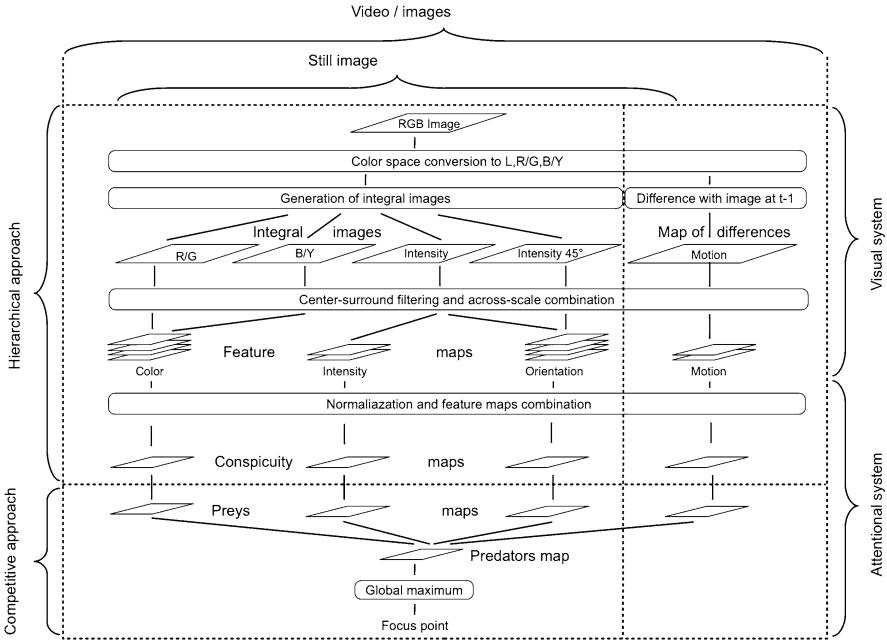 Video / images
Still image
RGB Image
Color space conversion to L,R/G,B/Y
Generation of integral images
Difference with image at t-1
Integral images
Map of differences
R/G
B/Y
Intensity
Intensity 45°
Motion
Center-surround filtering and across-scale combination
Feature maps
Color
Intensity
Orientation
Motion
Normaliazation and feature maps combination
Conspicuity maps
Preys maps
Predators map
Global maximum
Focus point
Hierarchical approach
Competitive approach
Visual system
Attentional system